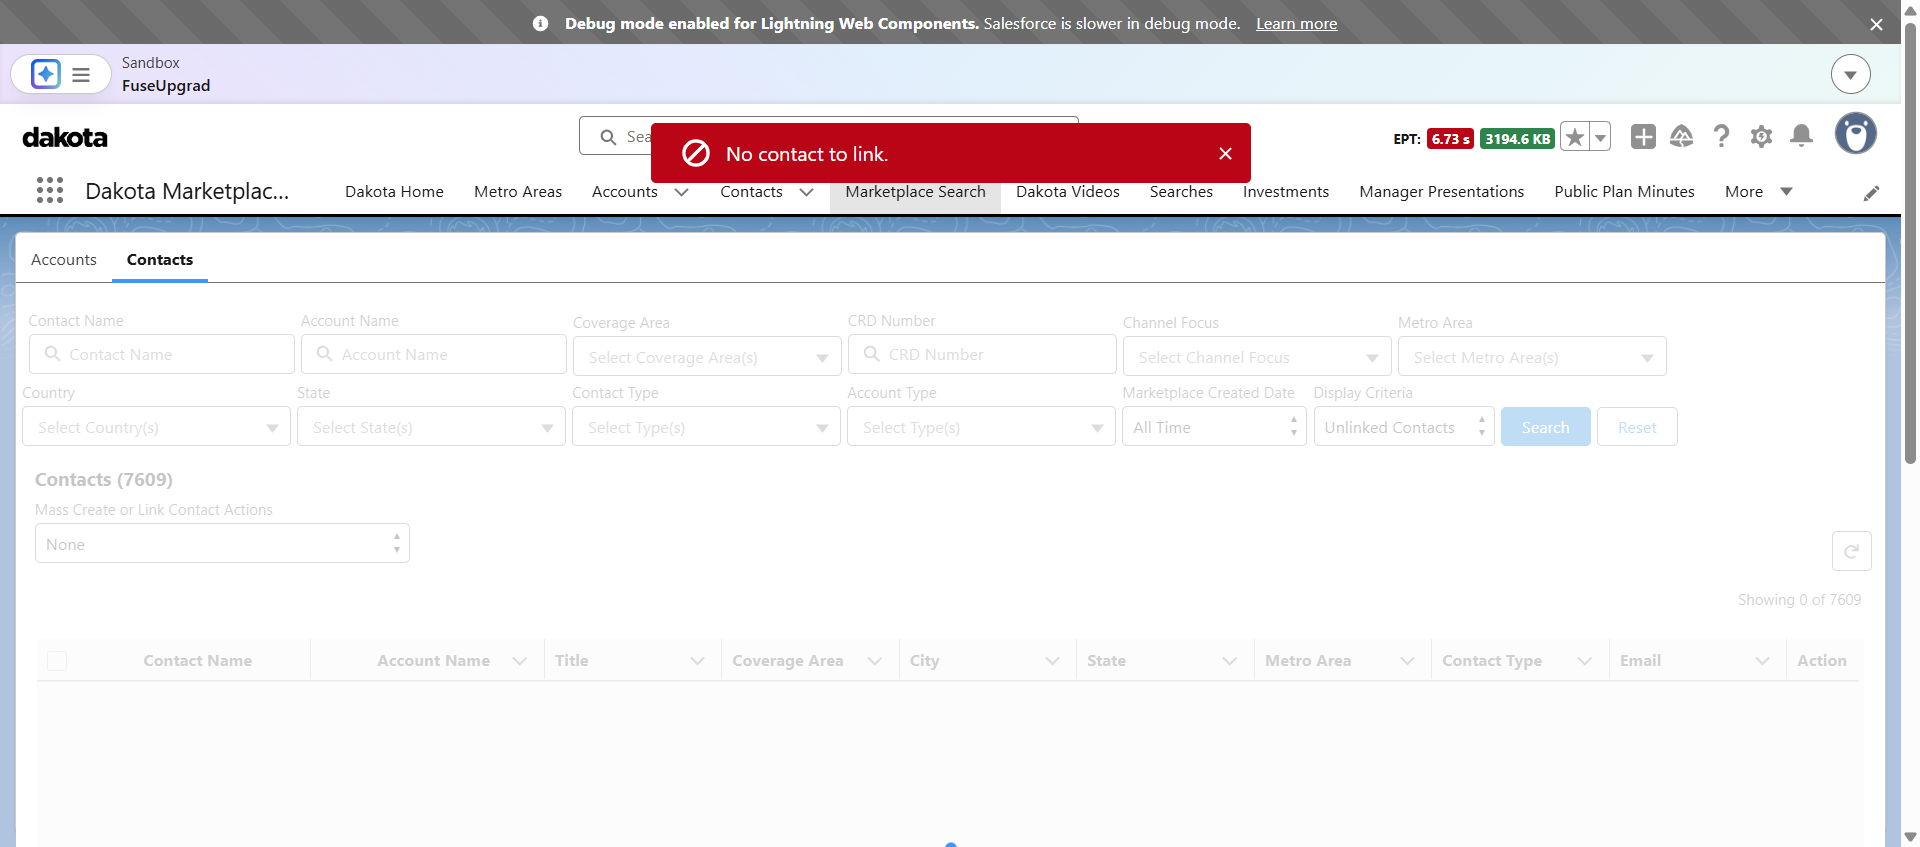 Debug mode enabled for Lightning Web Components. Salesforce is slower in debug mode. Learn more
Sandbox
FuseUpgrad
dakota
Sea
No contact to link.
EPT: 6.73 s 3194.6 KB
Dakota Marketplac...
Dakota Home Metro Areas Accounts Contacts Marketplace Search Dakota Videos Searches Investments Manager Presentations Public Plan Minutes More
Accounts Contacts
Contact Name Account Name Coverage Area CRD Number Channel Focus Metro Area
Contact Name Account Name Select Coverage Area(s) CRD Number Select Channel Focus Select Metro Area(s)
Country State Contact Type Account Type Marketplace Created Date Display Criteria
Select Country(s) Select State(s) Select Type(s) Select Type(s) All Time Unlinked Contacts Search Reset
Contacts (7609)
Mass Create or Link Contact Actions
None
Showing 0 of 7609
Contact Name Account Name Title Coverage Area City State Metro Area Contact Type Email Action